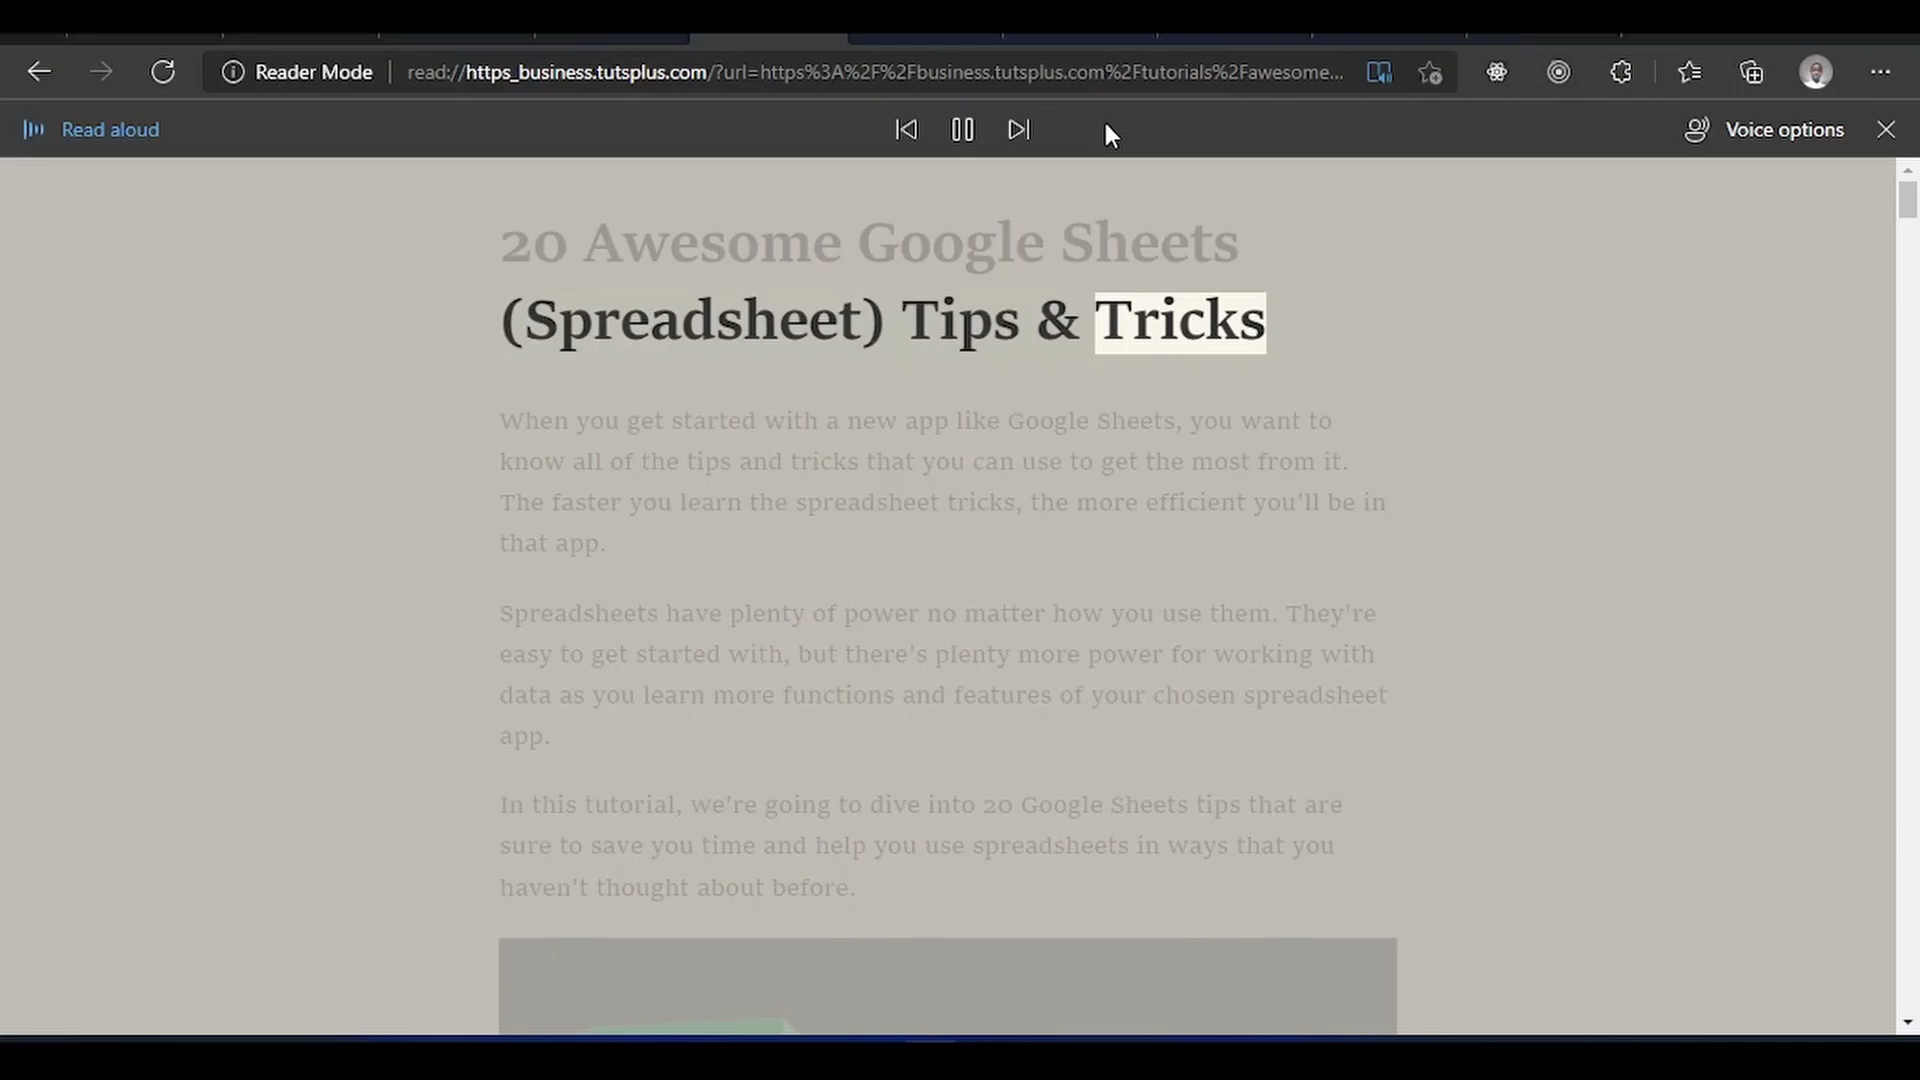 Reader Mode
read://https_business.tutsplus.com/?url=https%3A%2F%2Fbusiness.tutsplus.com%2Ftutorials%2Fawesome...
Read aloud
Voice options
20 Awesome Google Sheets
(Spreadsheet) Tips & Tricks
When you get started with a new app like Google Sheets, you want to
know all of the tips and tricks that you can use to get the most from it.
The faster you learn the spreadsheet tricks, the more efficient you'll be in
that app.
Spreadsheets have plenty of power no matter how you use them. They're
easy to get started with, but there's plenty more power for working with
data as you learn more functions and features of your chosen spreadsheet
app.
In this tutorial, we're going to dive into 20 Google Sheets tips that are
sure to save you time and help you use spreadsheets in ways that you
haven't thought about before.